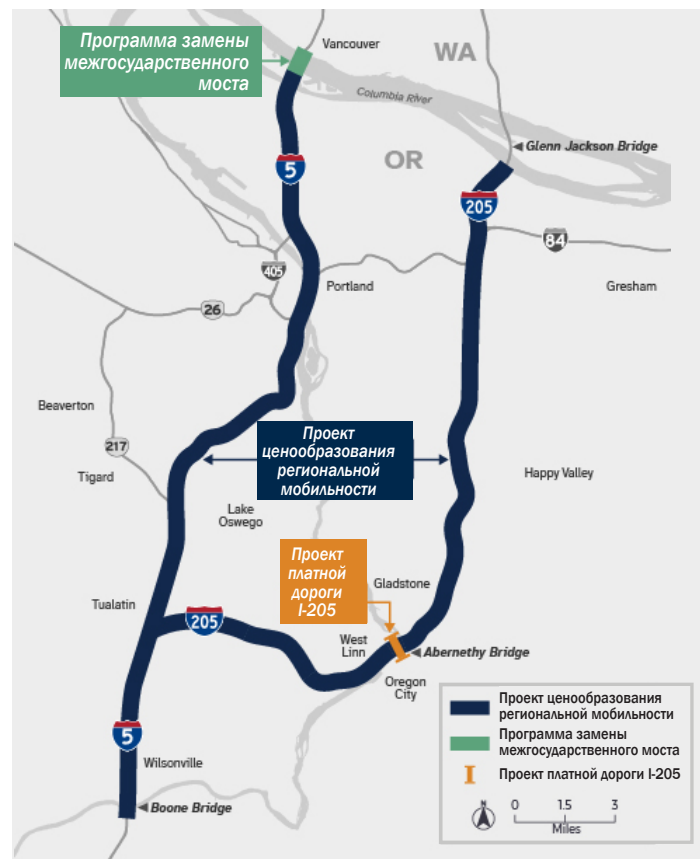 Программа замены
межгосударственного
моста
Vancouver
WA
Columbia River
Glenn Jackson Bridge
OR
5
205
84
405
Portland
Gresham
26
Beaverton
217
Tigard
Проект
ценообразования
региональной
мобильности
Happy Valley
Lake
Oswego
Проект
платной
дороги
I-205
Gladstone
Tualatin
205
West
Linn
Abernethy Bridge
Oregon
City
5
Wilsonville
Boone Bridge
Проект ценообразования
региональной мобильности
Программа замены
межгосударственного моста
Проект платной дороги I-205
N
0 1.5 3
Miles